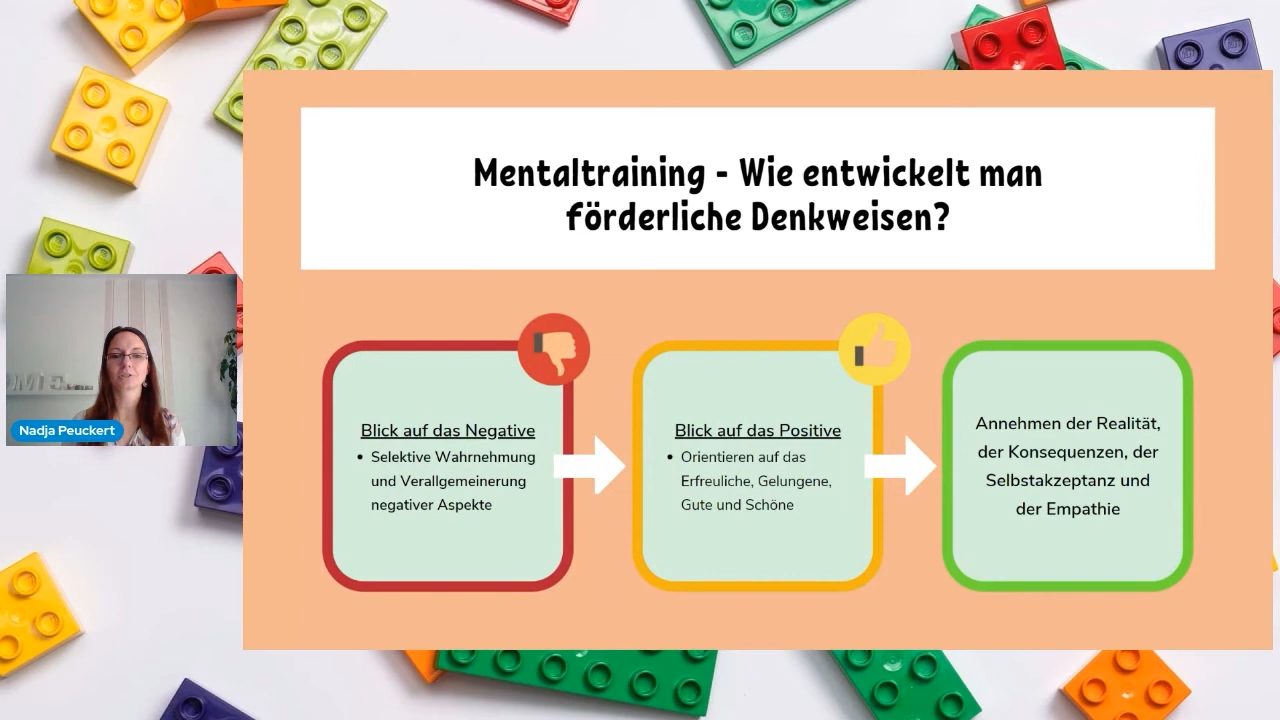 Mentaltraining - Wie entwickelt man
förderliche Denkweisen?
Nadja Peuckert
Blick auf das Negative
• Selektive Wahrnehmung
und Verallgemeinerung
negativer Aspekte
Blick auf das Positive
• Orientieren auf das
Erfreuliche, Gelungene,
Gute und Schöne
Annehmen der Realität,
der Konsequenzen, der
Selbstakzeptanz und
der Empathie